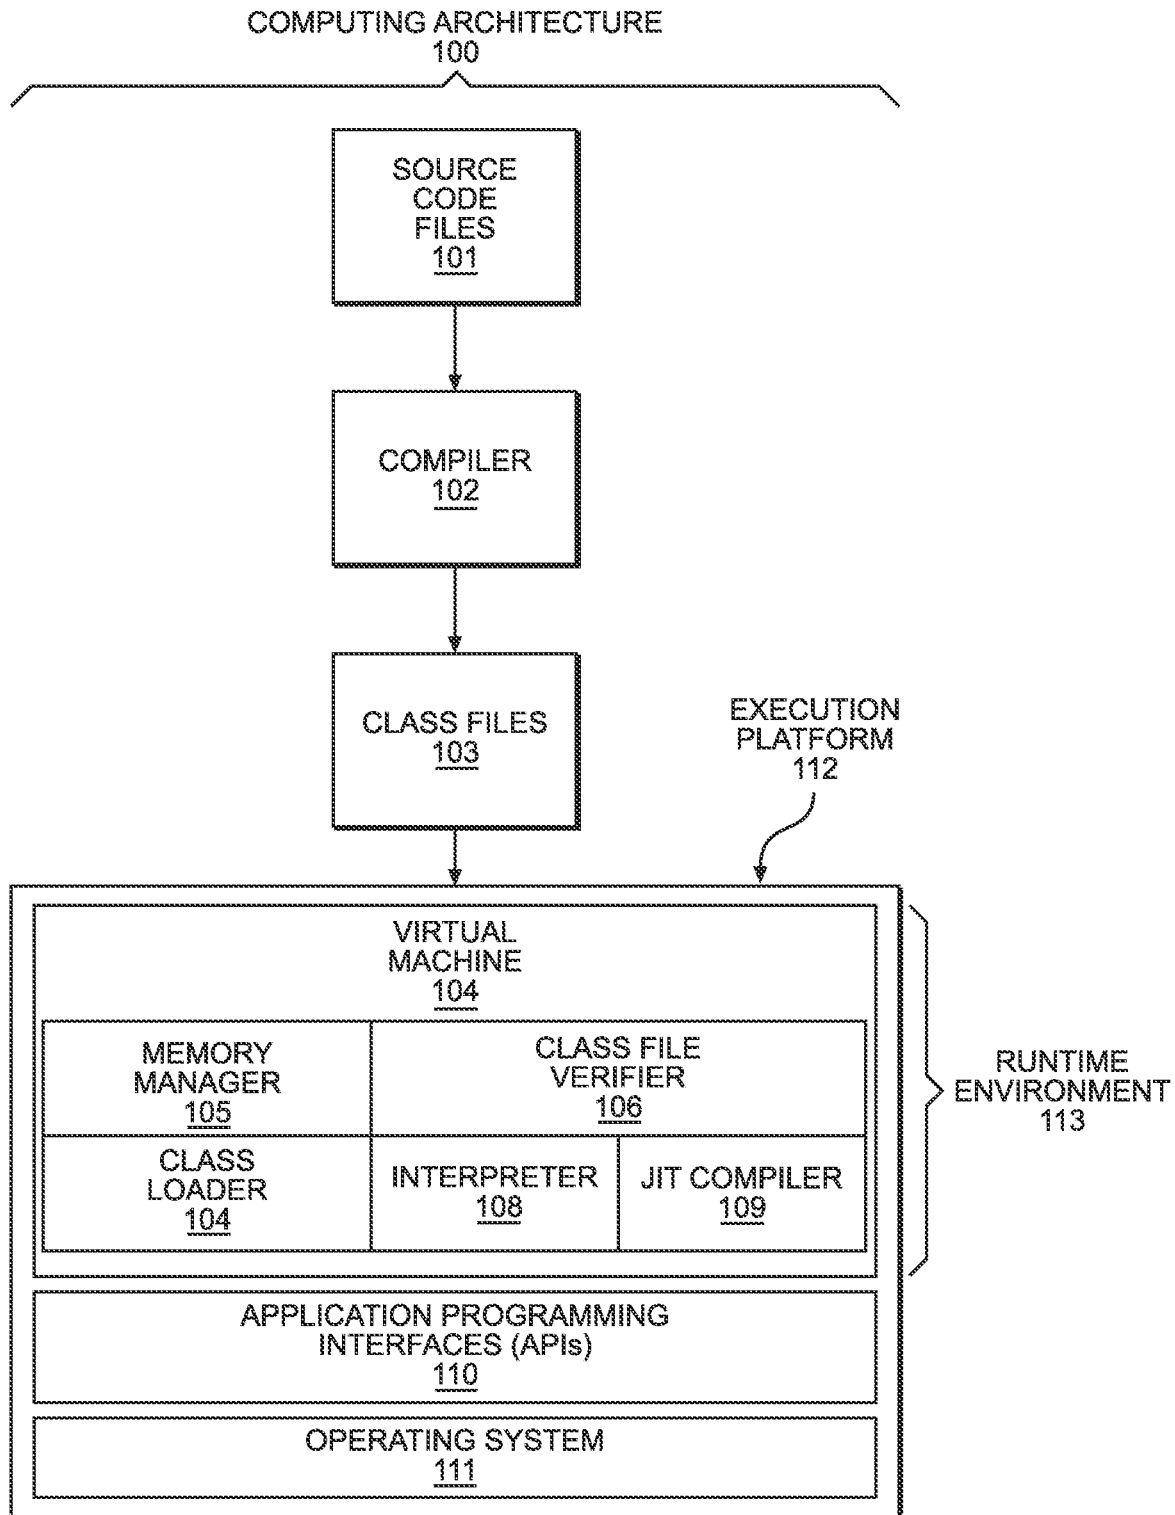 COMPUTING ARCHITECTURE
100
SOURCE
CODE
FILES
101
COMPILER
102
CLASS FILES
103
EXECUTION
PLATFORM
112
VIRTUAL
MACHINE
104
MEMORY
MANAGER
105
CLASS FILE
VERIFIER
106
CLASS
LOADER
104
INTERPRETER
108
JIT COMPILER
109
RUNTIME
ENVIRONMENT
113
APPLICATION PROGRAMMING
INTERFACES (APIs)
110
OPERATING SYSTEM
111